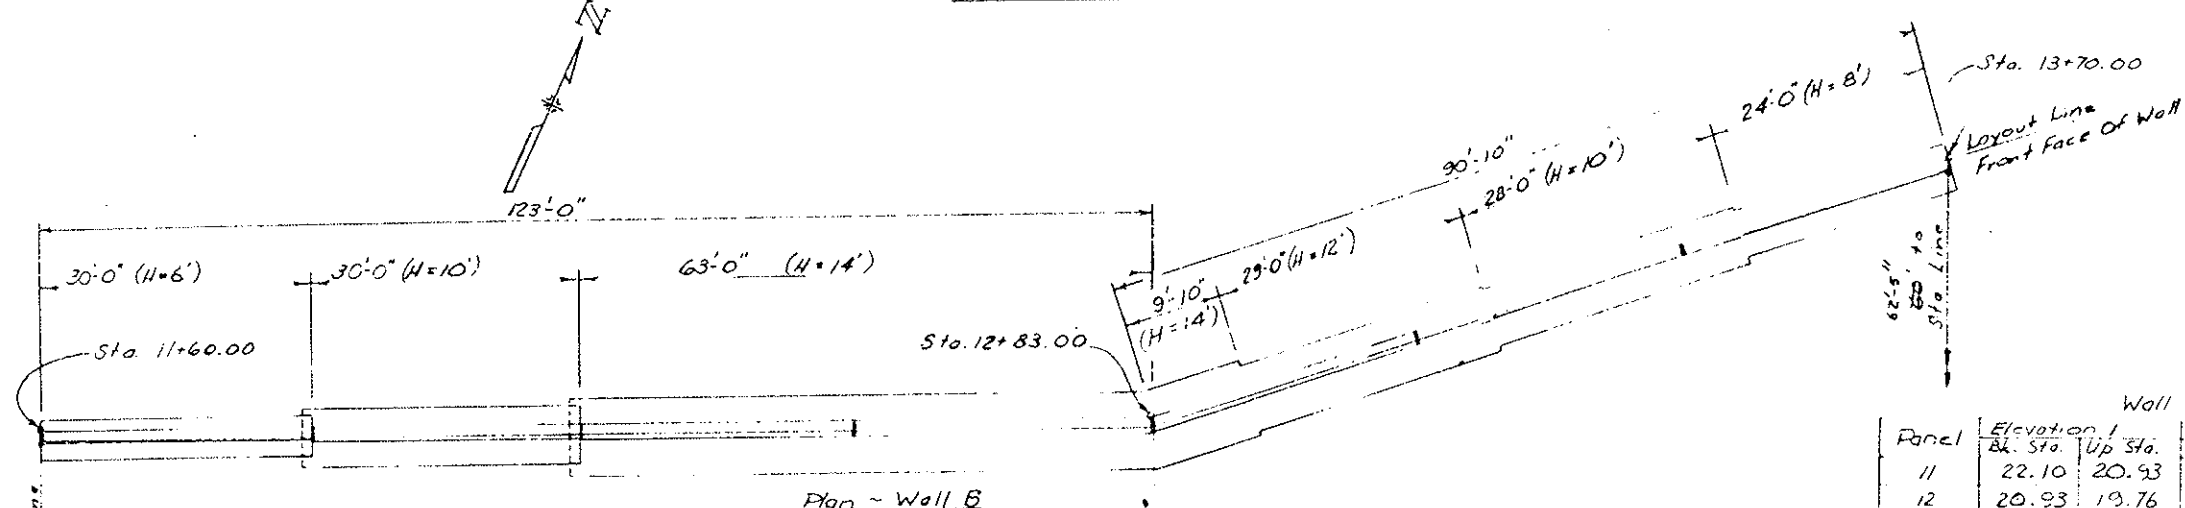 N
Sta. 13+70.00
24'-0" (H=8')
Layout Line
Front Face Of Wall
90'-10"
28'-0" (H=10')
123'-0"
30'-0" (H=6')
30'-0" (H=10')
63'-0" (H=14')
29'-0" (H=12')
9'-10"
(H=14')
62'-5"
60' to
Sta Line
Sta. 11+60.00
Sta. 12+83.00
Wall
Panel
Elevation 1
Bk. Sta. Up Sta.
11 22.10 20.93
12 20.93 19.76
Plan ~ Wall B